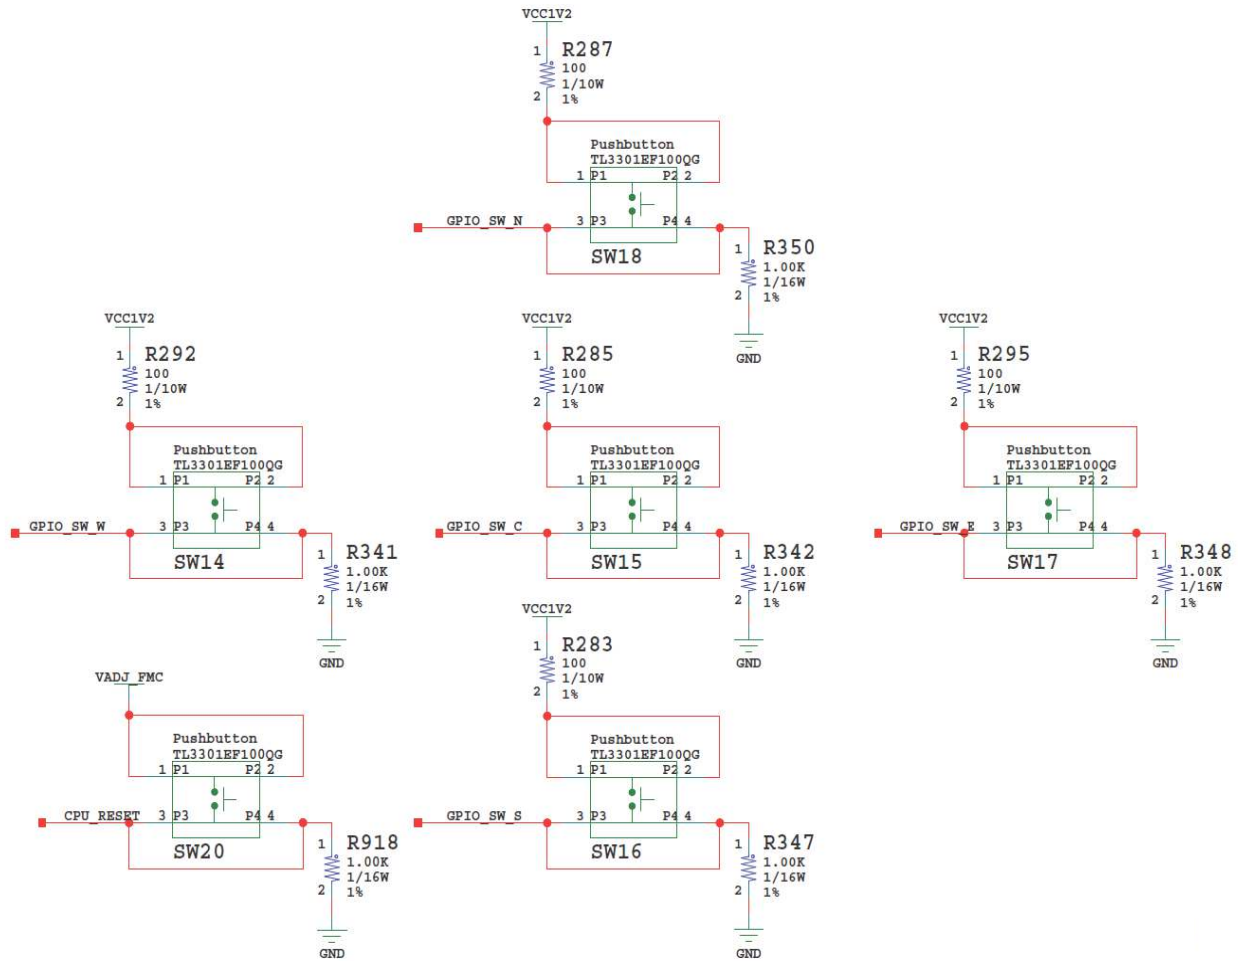 VCC1V2
1
R287
100
1/10W
2
1%
Pushbutton
TL3301EF100QG
1 P1 P2 2
GPIO_SW_N
3 P3 P4 4
SW18
1
R350
1.00K
1/16W
2
1%
GND
VCC1V2
1
R292
100
1/10W
2
1%
Pushbutton
TL3301EF100QG
1 P1 P2 2
GPIO_SW_W
3 P3 P4 4
SW14
1
R341
1.00K
1/16W
2
1%
GND
VCC1V2
1
R285
100
1/10W
2
1%
Pushbutton
TL3301EF100QG
1 P1 P2 2
GPIO_SW_C
3 P3 P4 4
SW15
1
R342
1.00K
1/16W
2
1%
GND
VCC1V2
1
R295
100
1/10W
2
1%
Pushbutton
TL3301EF100QG
1 P1 P2 2
GPIO_SW_E
3 P3 P4 4
SW17
1
R348
1.00K
1/16W
2
1%
GND
VADJ_FMC
Pushbutton
TL3301EF100QG
1 P1 P2 2
CPU_RESET
3 P3 P4 4
SW20
1
R918
1.00K
1/16W
2
1%
GND
VCC1V2
1
R283
100
1/10W
2
1%
Pushbutton
TL3301EF100QG
1 P1 P2 2
GPIO_SW_S
3 P3 P4 4
SW16
1
R347
1.00K
1/16W
2
1%
GND